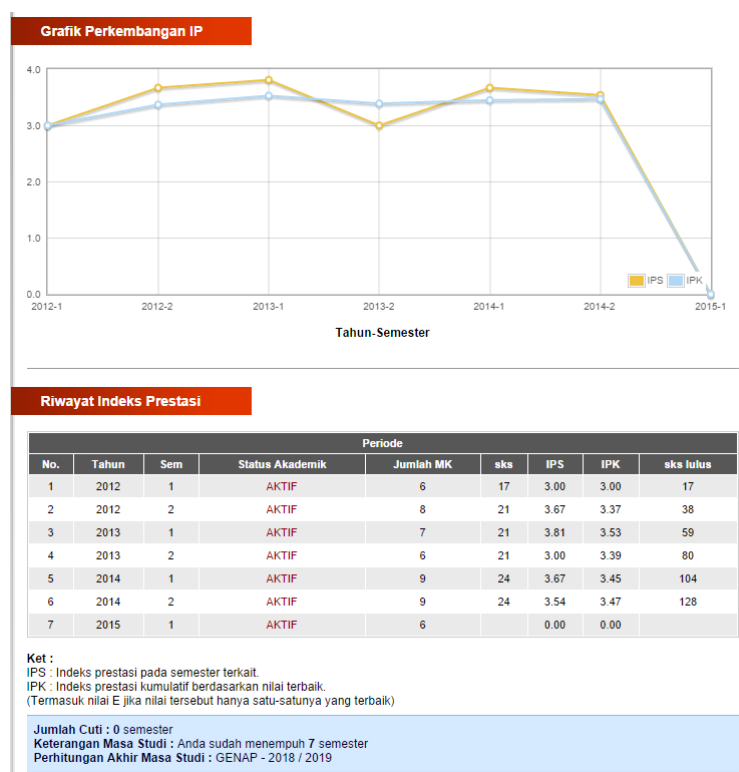 Grafik Perkembangan IP
4.0
3.0
2.0
1.0
0.0
IPS IPK
2012-1 2012-2 2013-1 2013-2 2014-1 2014-2 2015-1
Tahun-Semester
Riwayat Indeks Prestasi
Periode
No. Tahun Sem Status Akademik Jumlah MK sks IPS IPK sks lulus
1 2012 1 AKTIF 6 17 3.00 3.00 17
2 2012 2 AKTIF 8 21 3.67 3.37 38
3 2013 1 AKTIF 7 21 3.81 3.53 59
4 2013 2 AKTIF 6 21 3.00 3.39 80
5 2014 1 AKTIF 9 24 3.67 3.45 104
6 2014 2 AKTIF 9 24 3.54 3.47 128
7 2015 1 AKTIF 6 0.00 0.00
Ket :
IPS : Indeks prestasi pada semester terkait.
IPK : Indeks prestasi kumulatif berdasarkan nilai terbaik.
(Termasuk nilai E jika nilai tersebut hanya satu-satunya yang terbaik)
Jumlah Cuti : 0 semester
Keterangan Masa Studi : Anda sudah menempuh 7 semester
Perhitungan Akhir Masa Studi : GENAP - 2018 / 2019